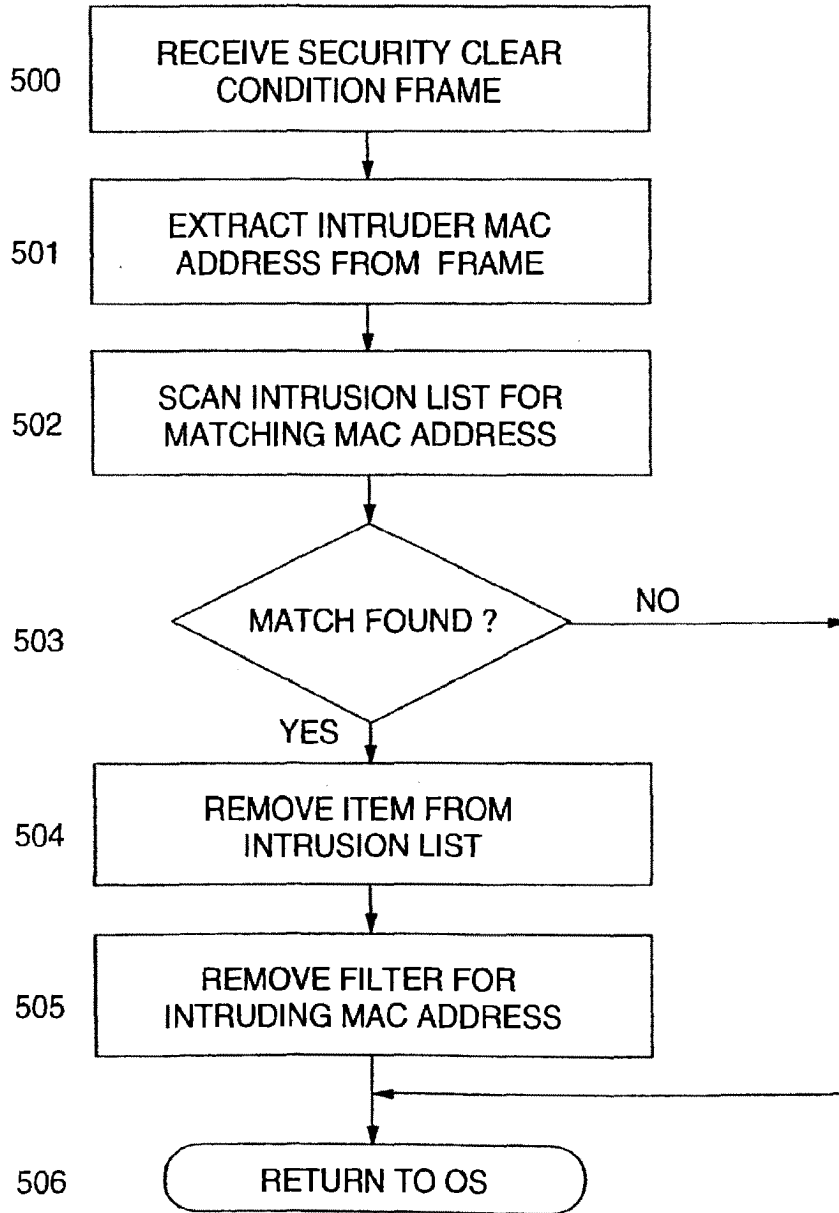 500
RECEIVE SECURITY CLEAR
CONDITION FRAME
501
EXTRACT INTRUDER MAC
ADDRESS FROM FRAME
502
SCAN INTRUSION LIST FOR
MATCHING MAC ADDRESS
503
MATCH FOUND ?
NO
YES
504
REMOVE ITEM FROM
INTRUSION LIST
505
REMOVE FILTER FOR
INTRUDING MAC ADDRESS
506
RETURN TO OS